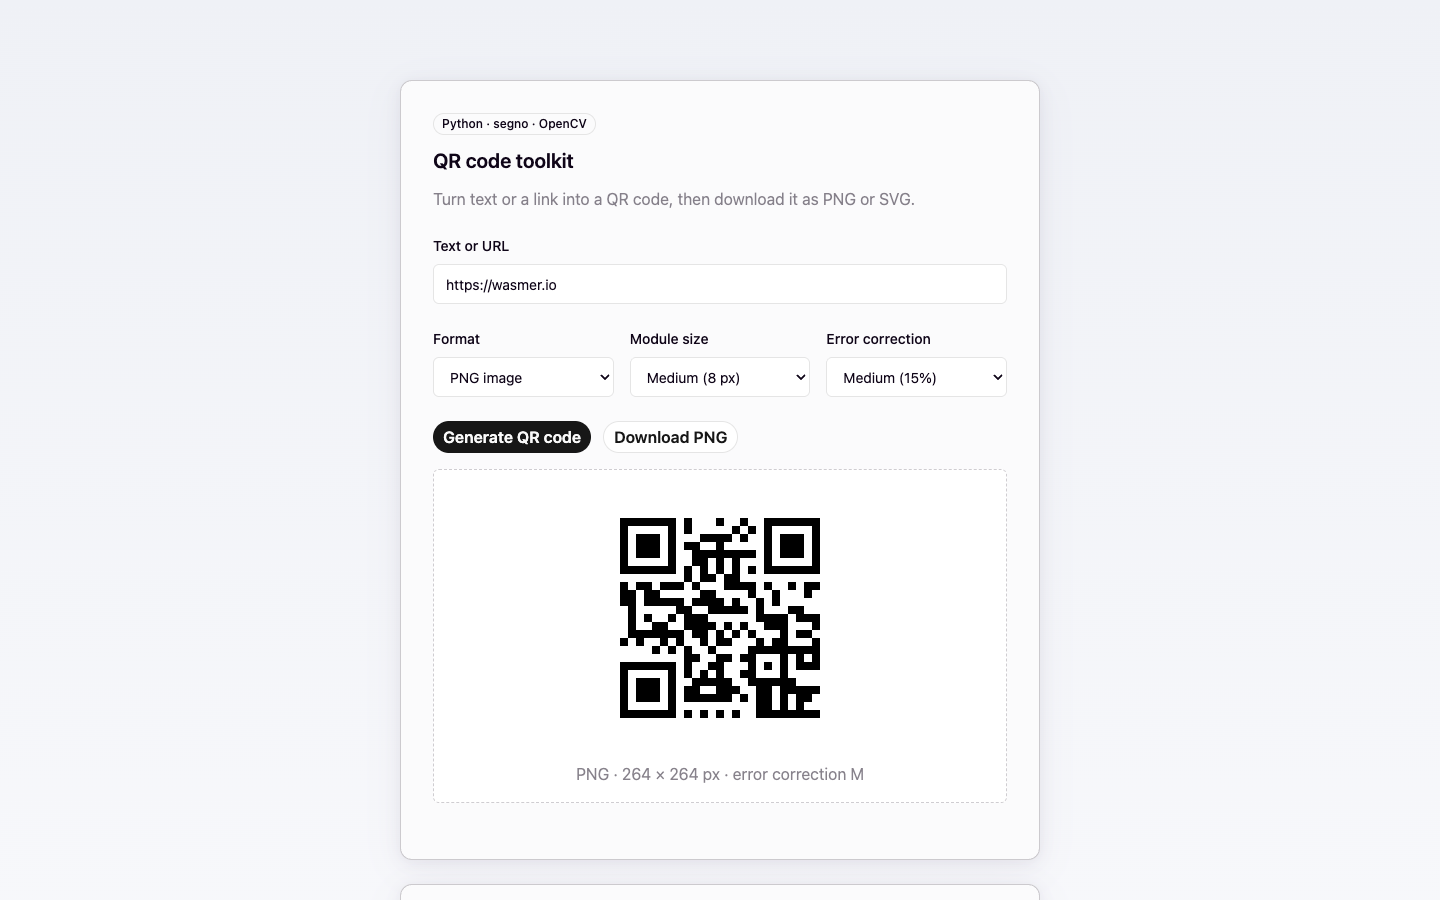 Python · segno · OpenCV
QR code toolkit
Turn text or a link into a QR code, then download it as PNG or SVG.
Text or URL
https://wasmer.io
Format Module size Error correction
PNG image Medium (8 px) Medium (15%)
Generate QR code Download PNG
PNG · 264 × 264 px · error correction M